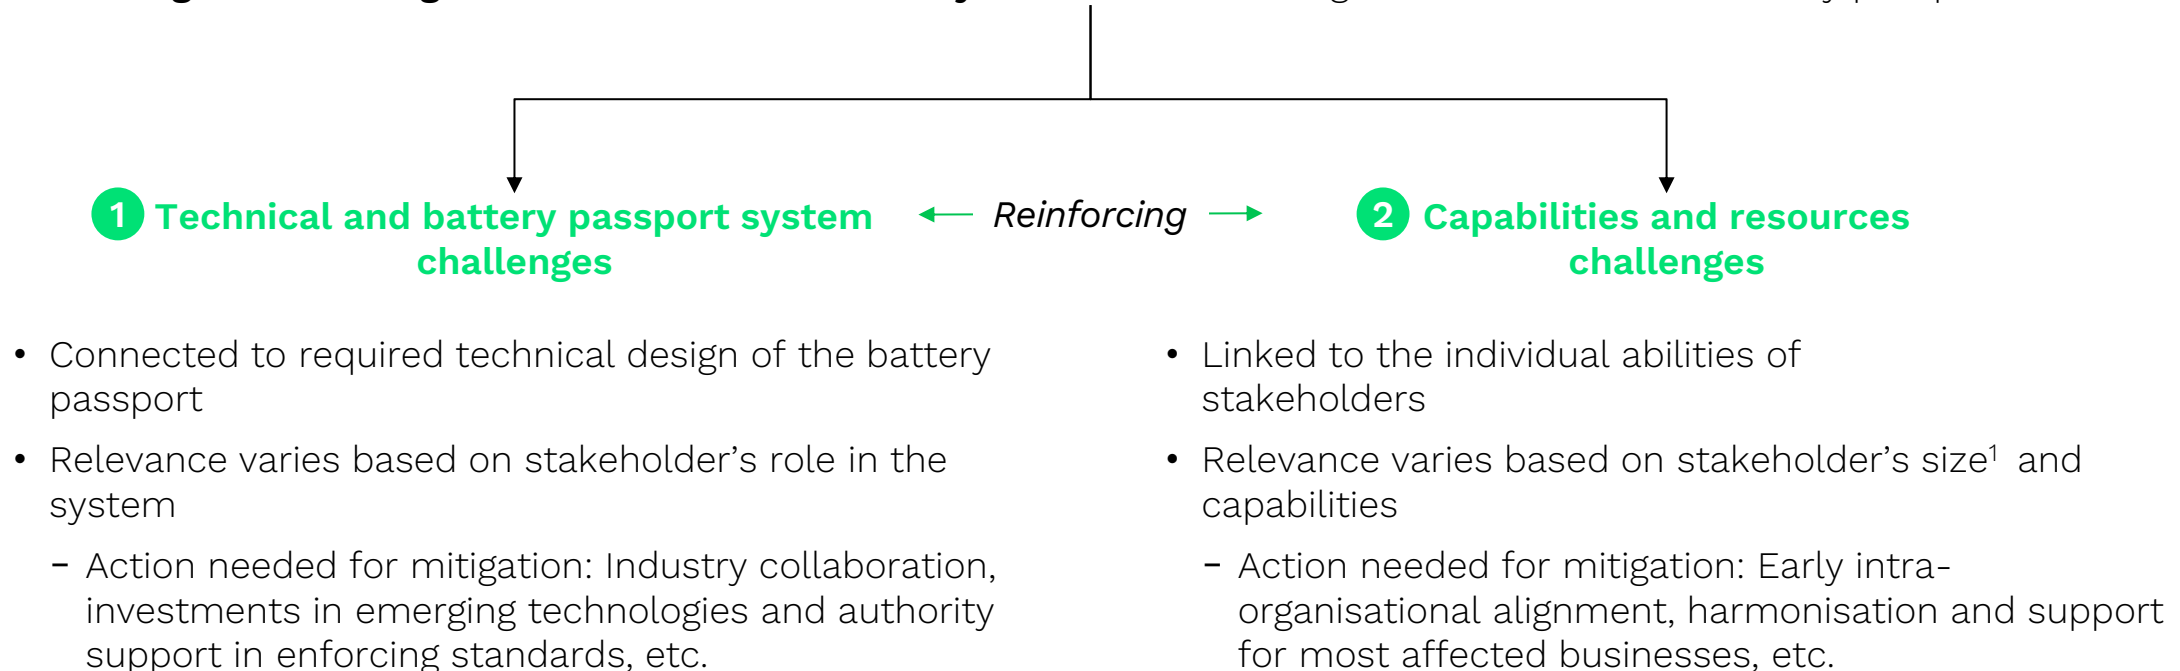 1 Technical and battery passport system
challenges
← Reinforcing →
2 Capabilities and resources
challenges
• Connected to required technical design of the battery
passport
• Relevance varies based on stakeholder’s role in the
system
– Action needed for mitigation: Industry collaboration,
investments in emerging technologies and authority
support in enforcing standards, etc.
• Linked to the individual abilities of
stakeholders
• Relevance varies based on stakeholder’s size¹ and
capabilities
– Action needed for mitigation: Early intra-
organisational alignment, harmonisation and support
for most affected businesses, etc.